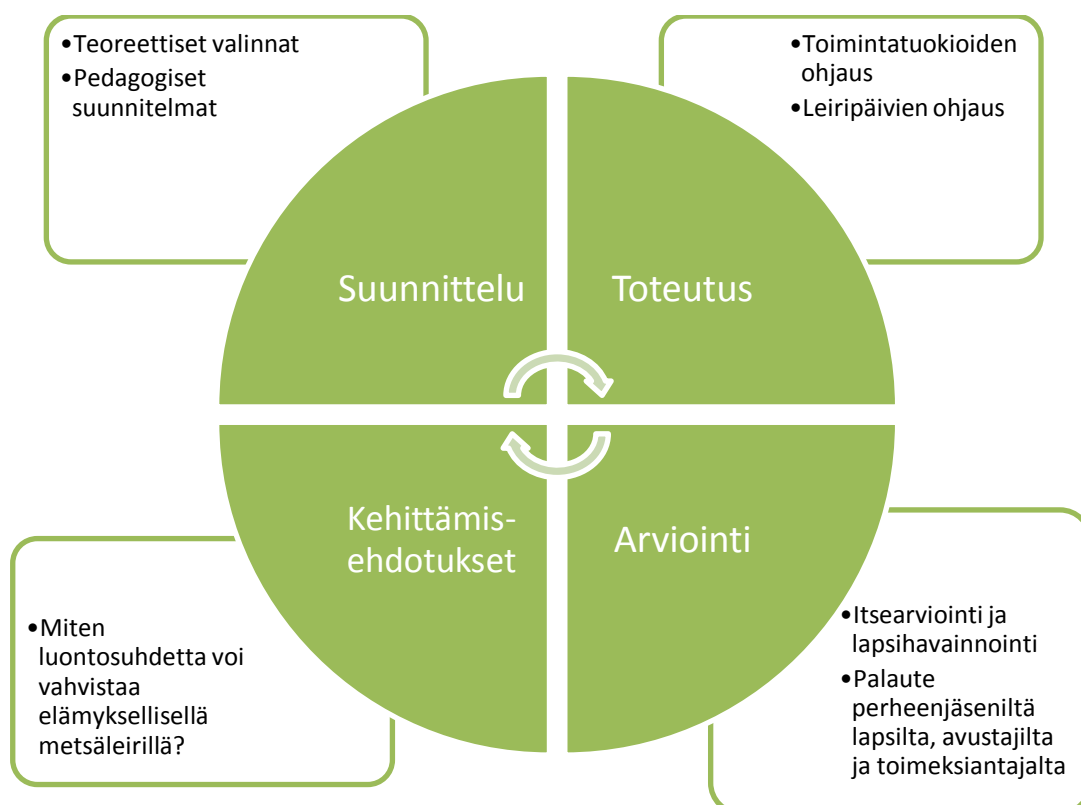 •Teoreettiset valinnat
•Pedagogiset
suunnitelmat
•Toimintatuokioiden
ohjaus
•Leiripäivien ohjaus
Suunnittelu
Toteutus
Kehittämis-
ehdotukset
Arviointi
•Miten
luontosuhdetta voi
vahvistaa
elämyksellisellä
metsäleirillä?
•Itsearviointi ja
lapsihavainnointi
•Palaute
perheenjäseniltä
lapsilta, avustajilta
ja toimeksiantajalta